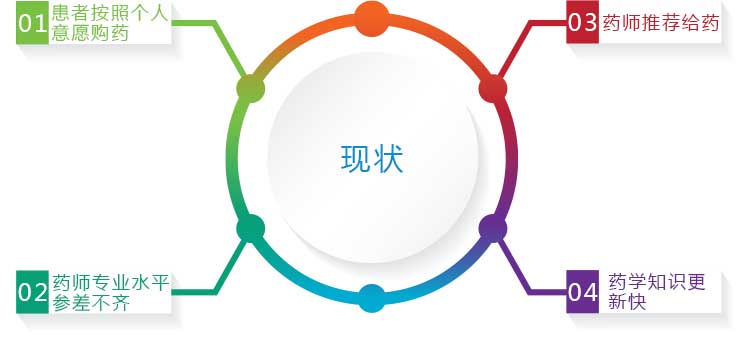 01
患者按照个人
意愿购药
02
药师专业水平
参差不齐
现状
03
药师推荐给药
04
药学知识更
新快